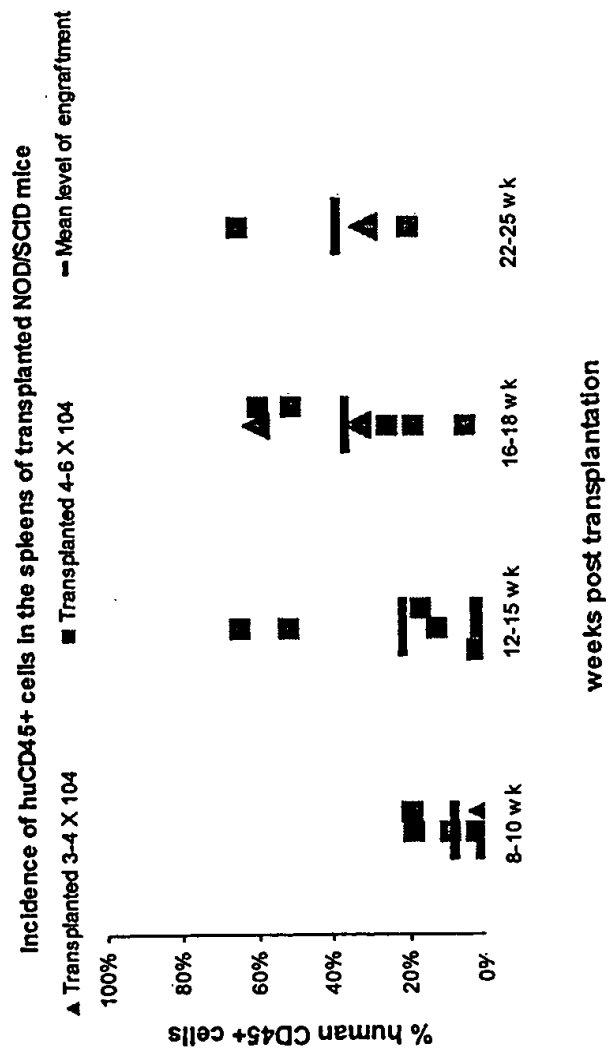 Incidence of huCD45+ cells in the spleens of transplanted NOD/SCID mice
▲ Transplanted 3-4 X 104 ■ Transplanted 4-6 X 104 – Mean level of engraftment
% human CD45+ cells
100%
80%
60%
40%
20%
0%
8-10 wk 12-15 wk 16-18 wk 22-25 wk
weeks post transplantation